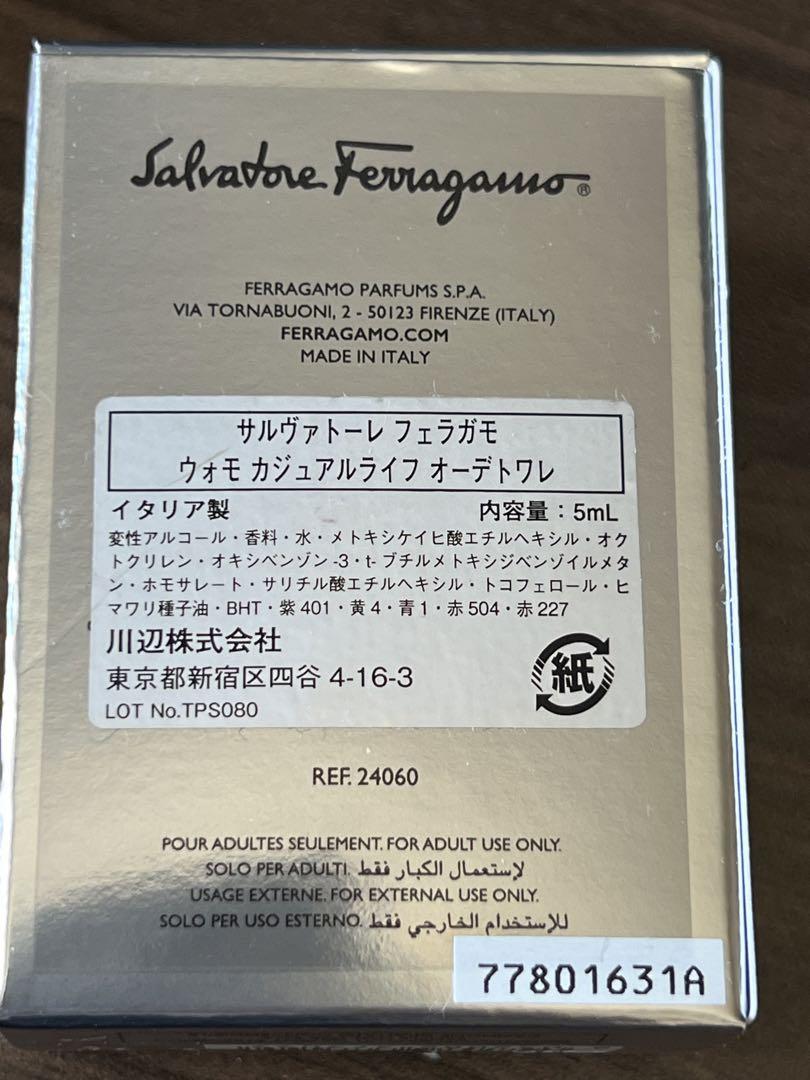 Salvatore Ferragamo®
FERRAGAMO PARFUMS S.P.A.
VIA TORNABUONI, 2 - 50123 FIRENZE (ITALY)
FERRAGAMO.COM
MADE IN ITALY
サルヴァトーレ フェラガモ
ウォモ カジュアルライフ オーデトワレ
イタリア製 内容量：5mL
変性アルコール・香料・水・メトキシケイヒ酸エチルヘキシル・オク
トクリレン・オキシベンゾン-3・t-ブチルメトキシジベンゾイルメタ
ン・ホモサレート・サリチル酸エチルヘキシル・トコフェロール・ヒ
マワリ種子油・BHT・紫401・黄4・青1・赤504・赤227
川辺株式会社
東京都新宿区四谷 4-16-3
紙
LOT No.TPS080
REF. 24060
POUR ADULTES SEULEMENT. FOR ADULT USE ONLY.
SOLO PER ADULTI. لإستعمال الكبار فقط
USAGE EXTERNE. FOR EXTERNAL USE ONLY.
SOLO PER USO ESTERNO. للإستخدام الخارجي فقط
77801631A